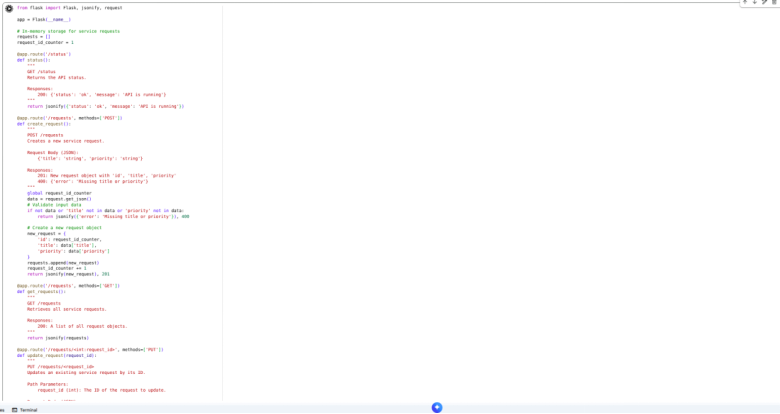 from flask import Flask, jsonify, request
app = Flask(__name__)
# In-memory storage for service requests
requests = []
request_id_counter = 1
@app.route('/status')
def status():
"""
GET /status
Returns the API status.
Responses:
200: {'status': 'ok', 'message': 'API is running'}
"""
return jsonify({'status': 'ok', 'message': 'API is running'})
@app.route('/requests', methods=['POST'])
def create_request():
"""
POST /requests
Creates a new service request.
Request Body (JSON):
{'title': 'string', 'priority': 'string'}
Responses:
201: New request object with 'id', 'title', 'priority'
400: {'error': 'Missing title or priority'}
"""
global request_id_counter
data = request.get_json()
# Validate input data
if not data or 'title' not in data or 'priority' not in data:
return jsonify({'error': 'Missing title or priority'}), 400
# Create a new request object
new_request = {
'id': request_id_counter,
'title': data['title'],
'priority': data['priority']
}
requests.append(new_request)
request_id_counter += 1
return jsonify(new_request), 201
@app.route('/requests', methods=['GET'])
def get_requests():
"""
GET /requests
Retrieves all service requests.
Responses:
200: A list of all request objects.
"""
return jsonify(requests)
@app.route('/requests/<int:request_id>', methods=['PUT'])
def update_request(request_id):
"""
PUT /requests/<request_id>
Updates an existing service request by its ID.
Path Parameters:
request_id (int): The ID of the request to update.
Terminal